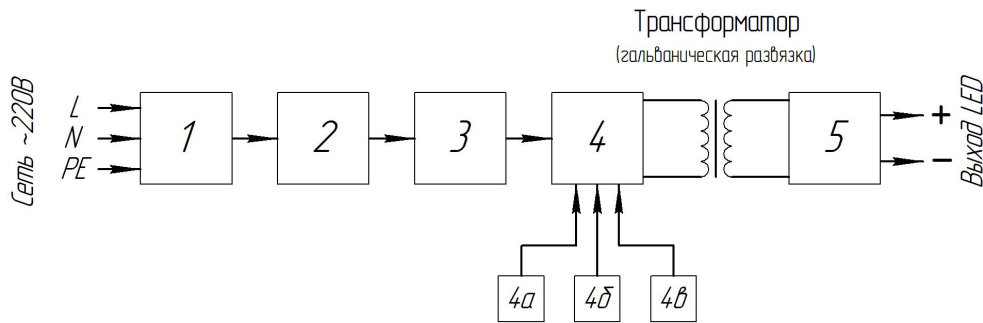 Трансформатор
(гальваническая развязка)
Сеть ~220В
L
N
PE
1
2
3
4
5
+
−
Выход LED
4а
4б
4в